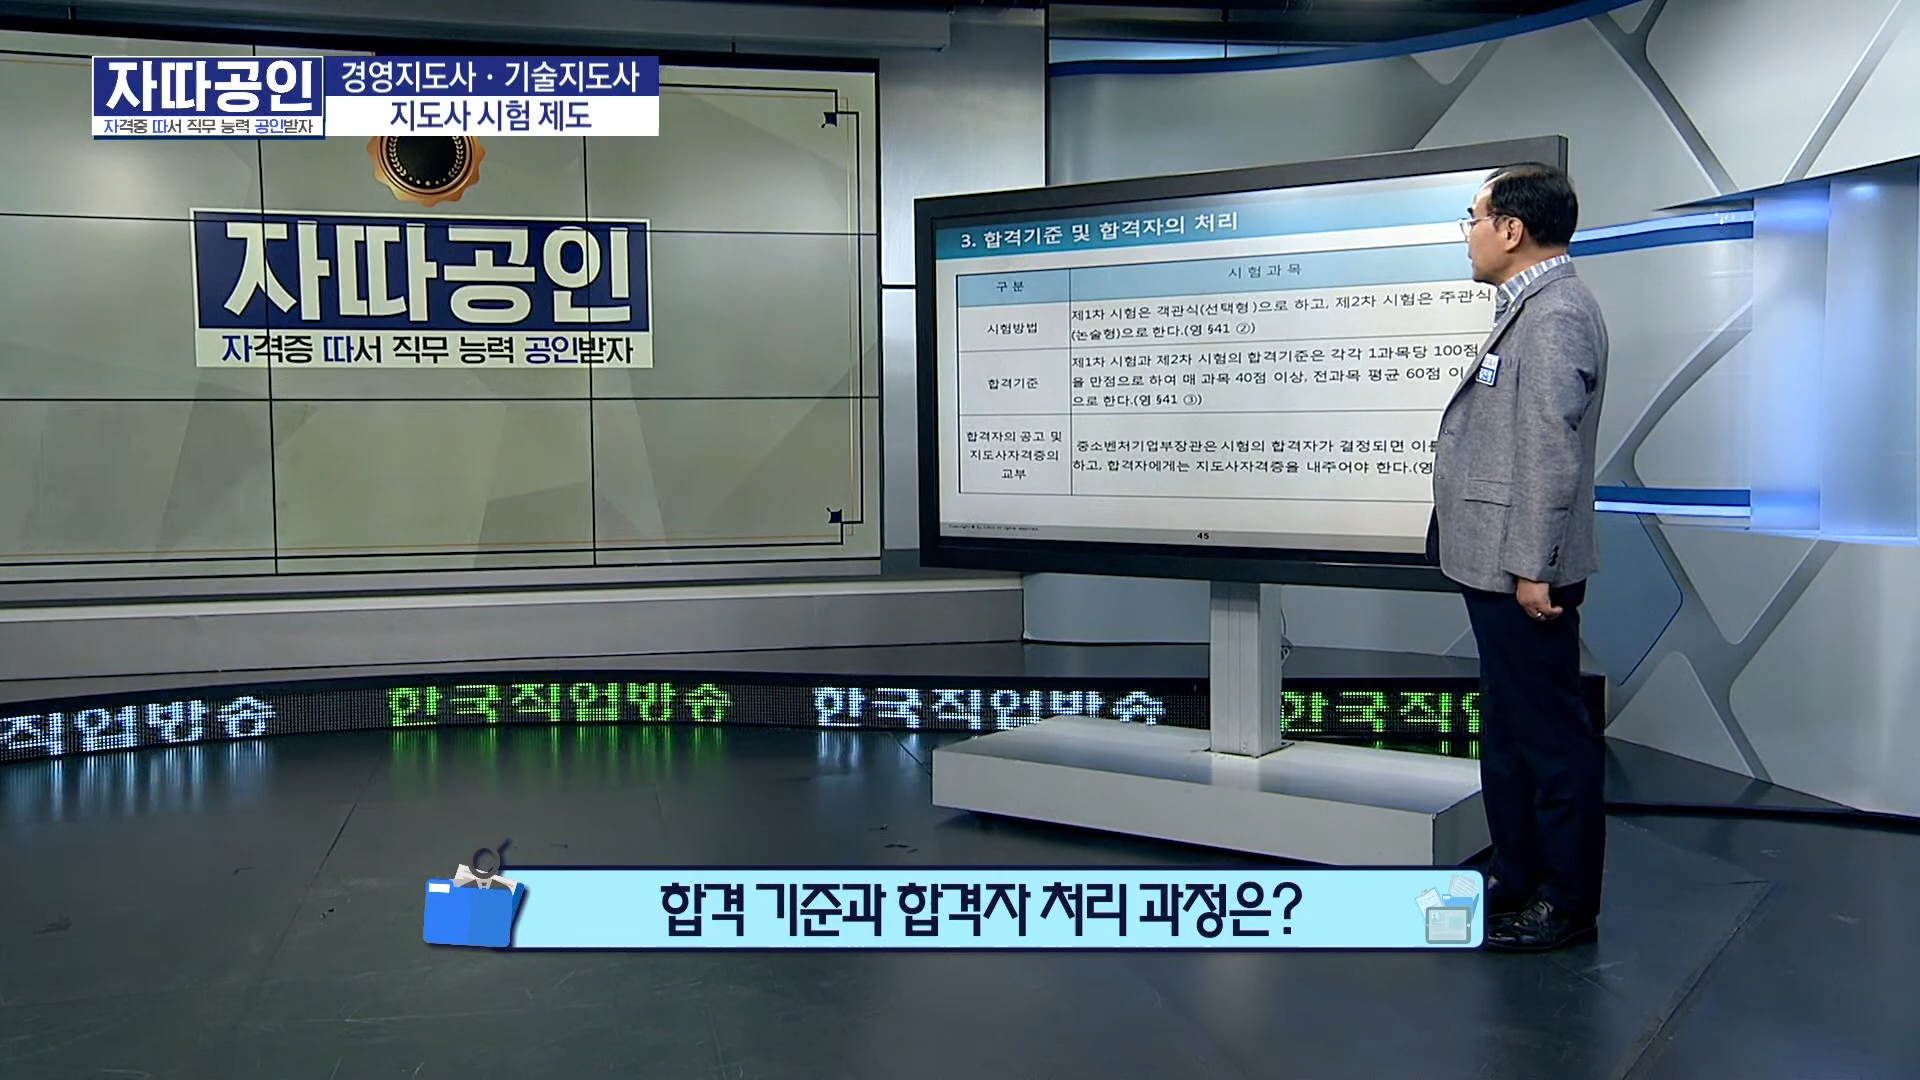 자따공인
자격증 따서 직무 능력 공인받자
경영지도사·기술지도사
지도사 시험 제도
자따공인
자격증 따서 직무 능력 공인받자
3. 합격기준 및 합격자의 처리
구분
시험과목
시험방법
제1차 시험은 객관식(선택형)으로 하고, 제2차 시험은 주관식
(논술형)으로 한다.(영 §41 ②)
합격기준
제1차 시험과 제2차 시험의 합격기준은 각각 1과목당 100점
을 만점으로 하여 매 과목 40점 이상, 전과목 평균 60점 이
으로 한다.(영 §41 ③)
합격자의 공고 및
지도사자격증의
교부
중소벤처기업부장관은 시험의 합격자가 결정되면 이를
하고, 합격자에게는 지도사자격증을 내주어야 한다.(영
45
직업방송
한국직업방송
한국직업방송
한국직업
합격 기준과 합격자 처리 과정은?